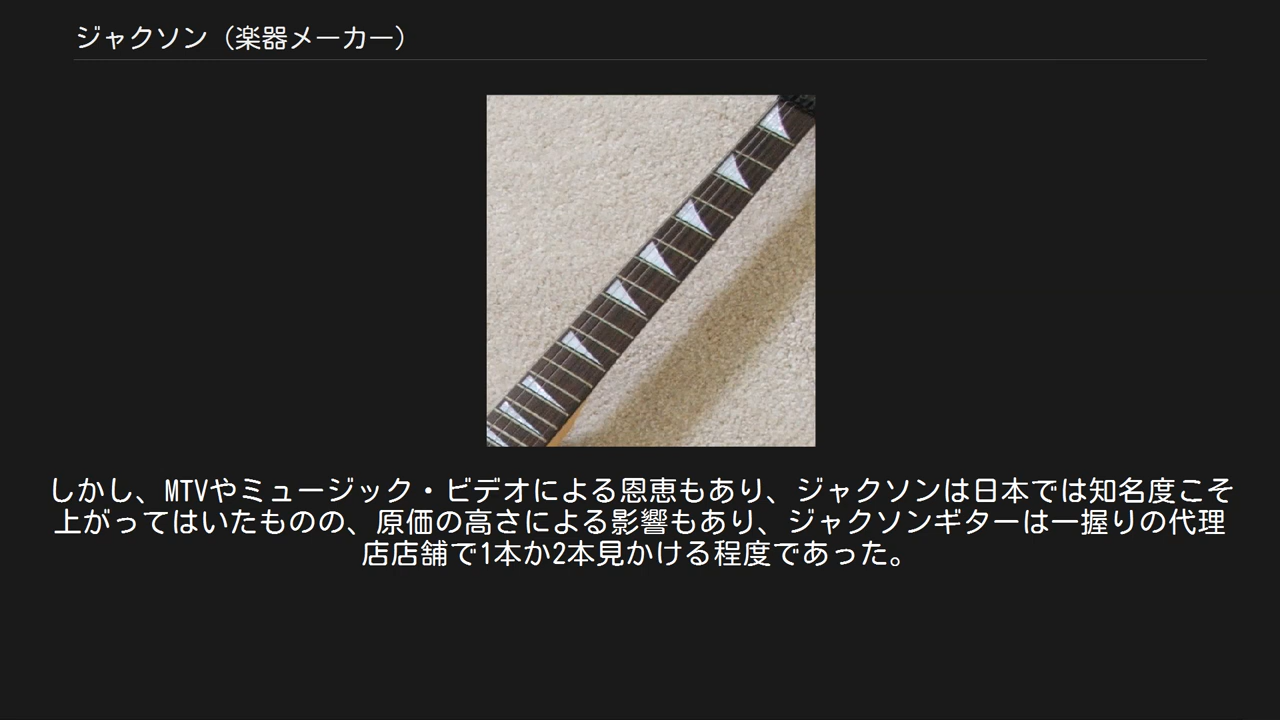 ジャクソン（楽器メーカー）
しかし、MTVやミュージック・ビデオによる恩恵もあり、ジャクソンは日本では知名度こそ
上がってはいたものの、原価の高さによる影響もあり、ジャクソンギターは一握りの代理
店店舗で1本か2本見かける程度であった。